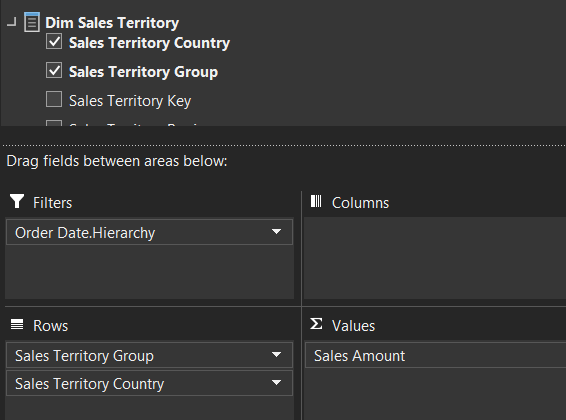 Dim Sales Territory
Sales Territory Country
Sales Territory Group
Sales Territory Key
Drag fields between areas below:
Filters
Columns
Order Date.Hierarchy
Rows
Values
Sales Territory Group
Sales Amount
Sales Territory Country